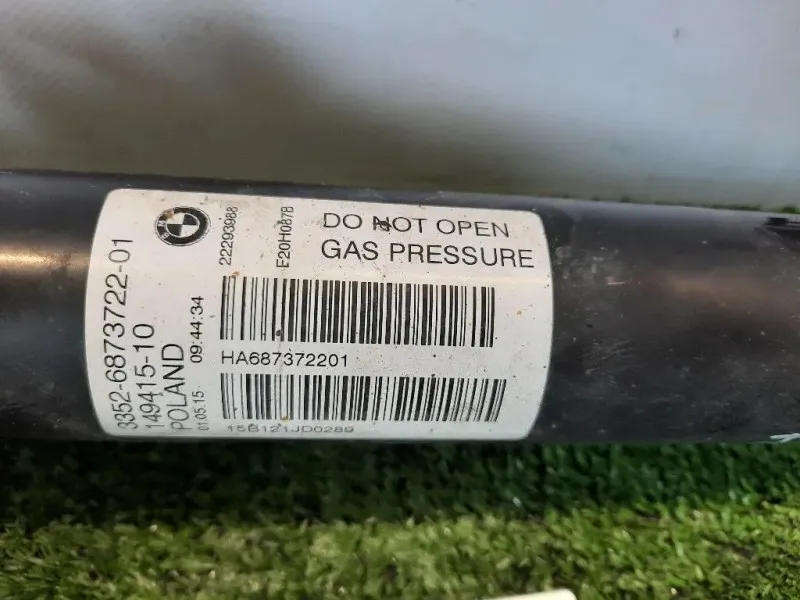 3352-6873722-01
149415-10
POLAND
01.05.15 09:44:34
22293988
E20H087B
DO NOT OPEN
GAS PRESSURE
HA687372201
15B121JD0289